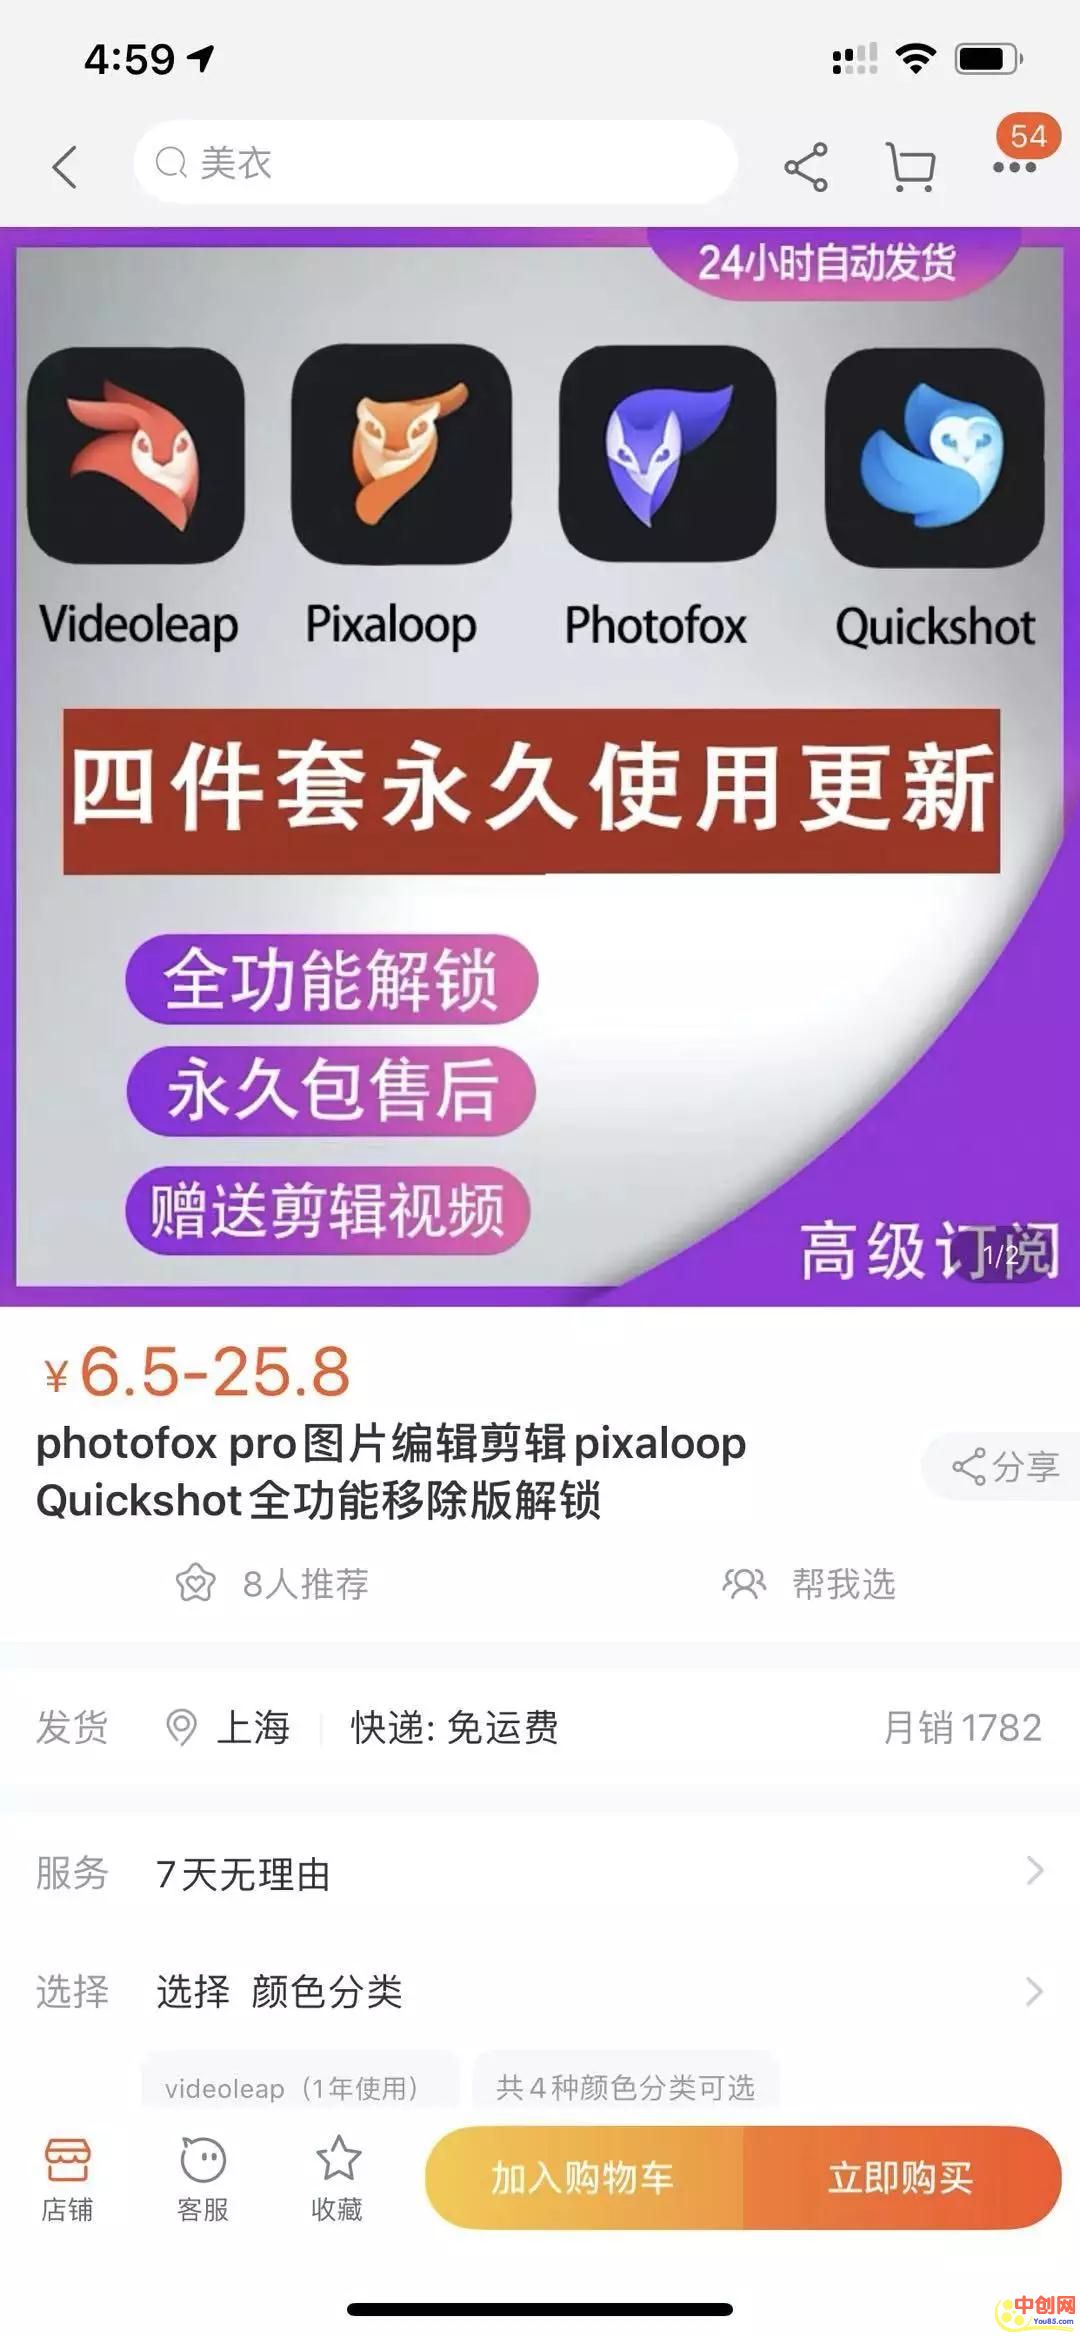 4:59
美衣
54
24小时自动发货
Videoleap
Pixaloop
Photofox
Quickshot
四件套永久使用更新
全功能解锁
永久包售后
赠送剪辑视频
高级订阅
1/2
¥6.5-25.8
photofox pro图片编辑剪辑pixaloop
Quickshot全功能移除版解锁
分享
8人推荐
帮我选
发货 上海 快递: 免运费 月销1782
服务 7天无理由
选择 选择 颜色分类
videoleap（1年使用） 共4种颜色分类可选
店铺 客服 收藏 加入购物车 立即购买
中创网
You85.com